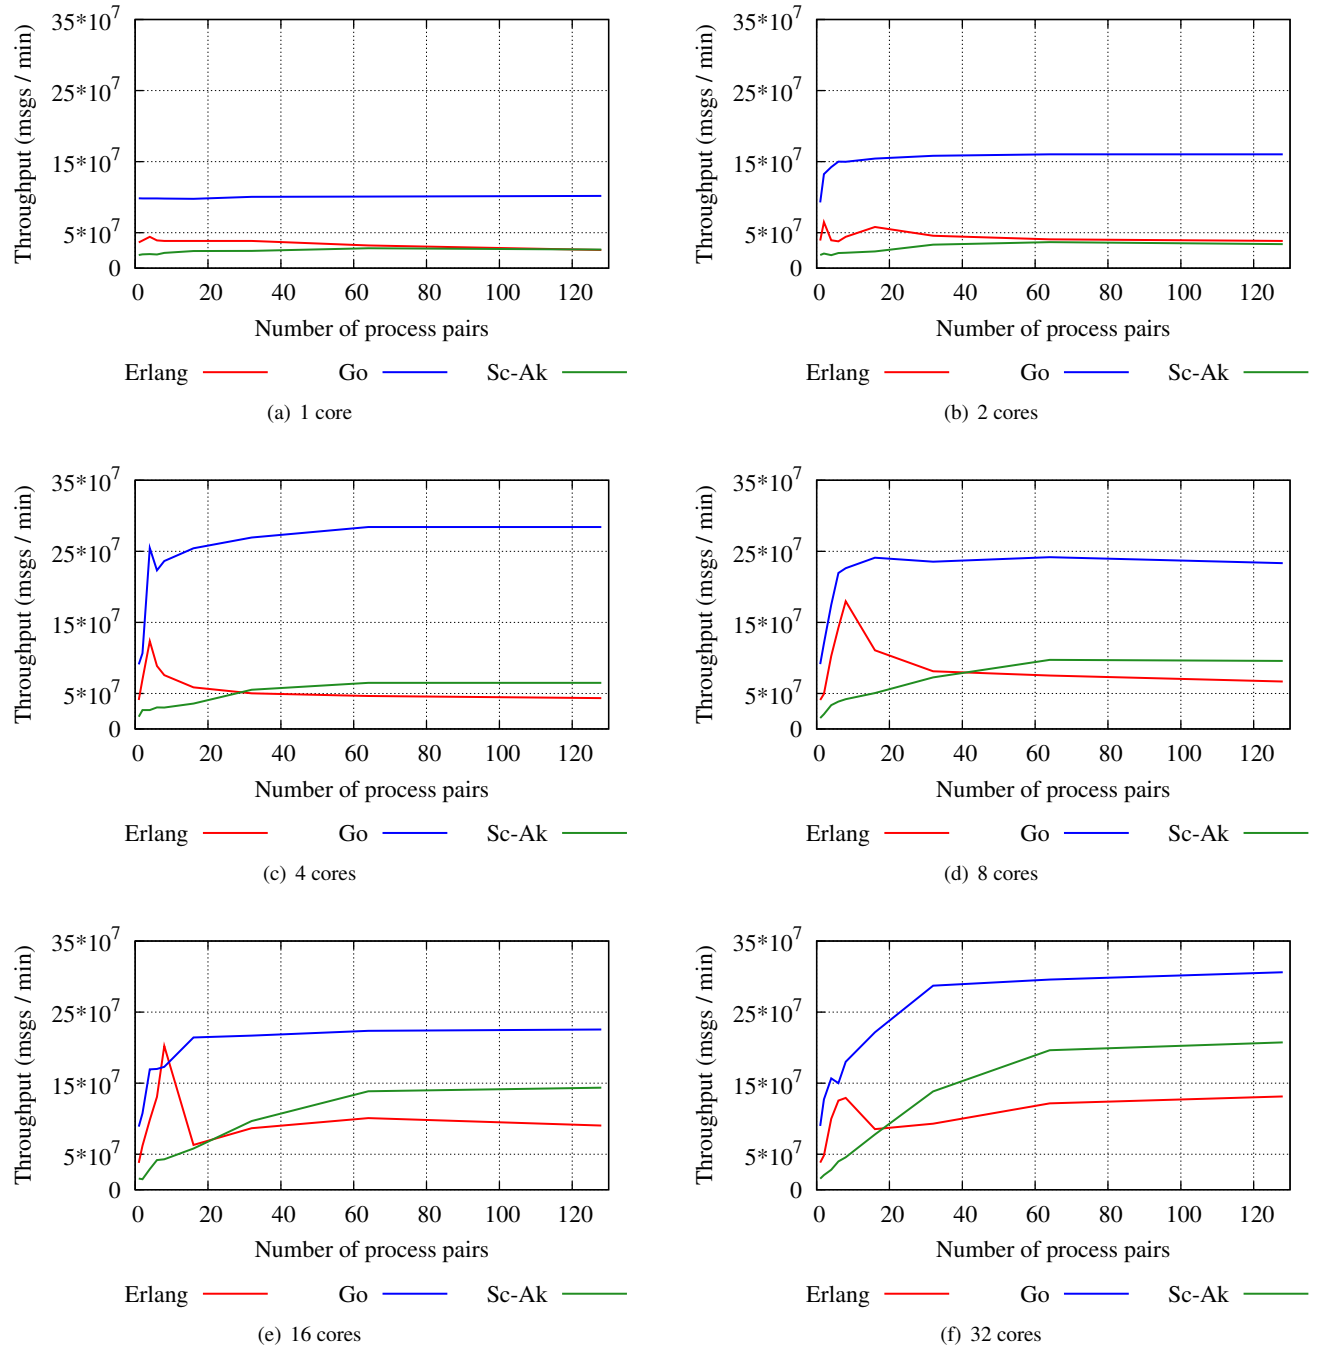 Throughput (msgs / min)
35*10^7
25*10^7
15*10^7
5*10^7
0
0 20 40 60 80 100 120
Number of process pairs
Erlang Go Sc-Ak
(a) 1 core
Throughput (msgs / min)
35*10^7
25*10^7
15*10^7
5*10^7
0
0 20 40 60 80 100 120
Number of process pairs
Erlang Go Sc-Ak
(b) 2 cores
Throughput (msgs / min)
35*10^7
25*10^7
15*10^7
5*10^7
0
0 20 40 60 80 100 120
Number of process pairs
Erlang Go Sc-Ak
(c) 4 cores
Throughput (msgs / min)
35*10^7
25*10^7
15*10^7
5*10^7
0
0 20 40 60 80 100 120
Number of process pairs
Erlang Go Sc-Ak
(d) 8 cores
Throughput (msgs / min)
35*10^7
25*10^7
15*10^7
5*10^7
0
0 20 40 60 80 100 120
Number of process pairs
Erlang Go Sc-Ak
(e) 16 cores
Throughput (msgs / min)
35*10^7
25*10^7
15*10^7
5*10^7
0
0 20 40 60 80 100 120
Number of process pairs
Erlang Go Sc-Ak
(f) 32 cores